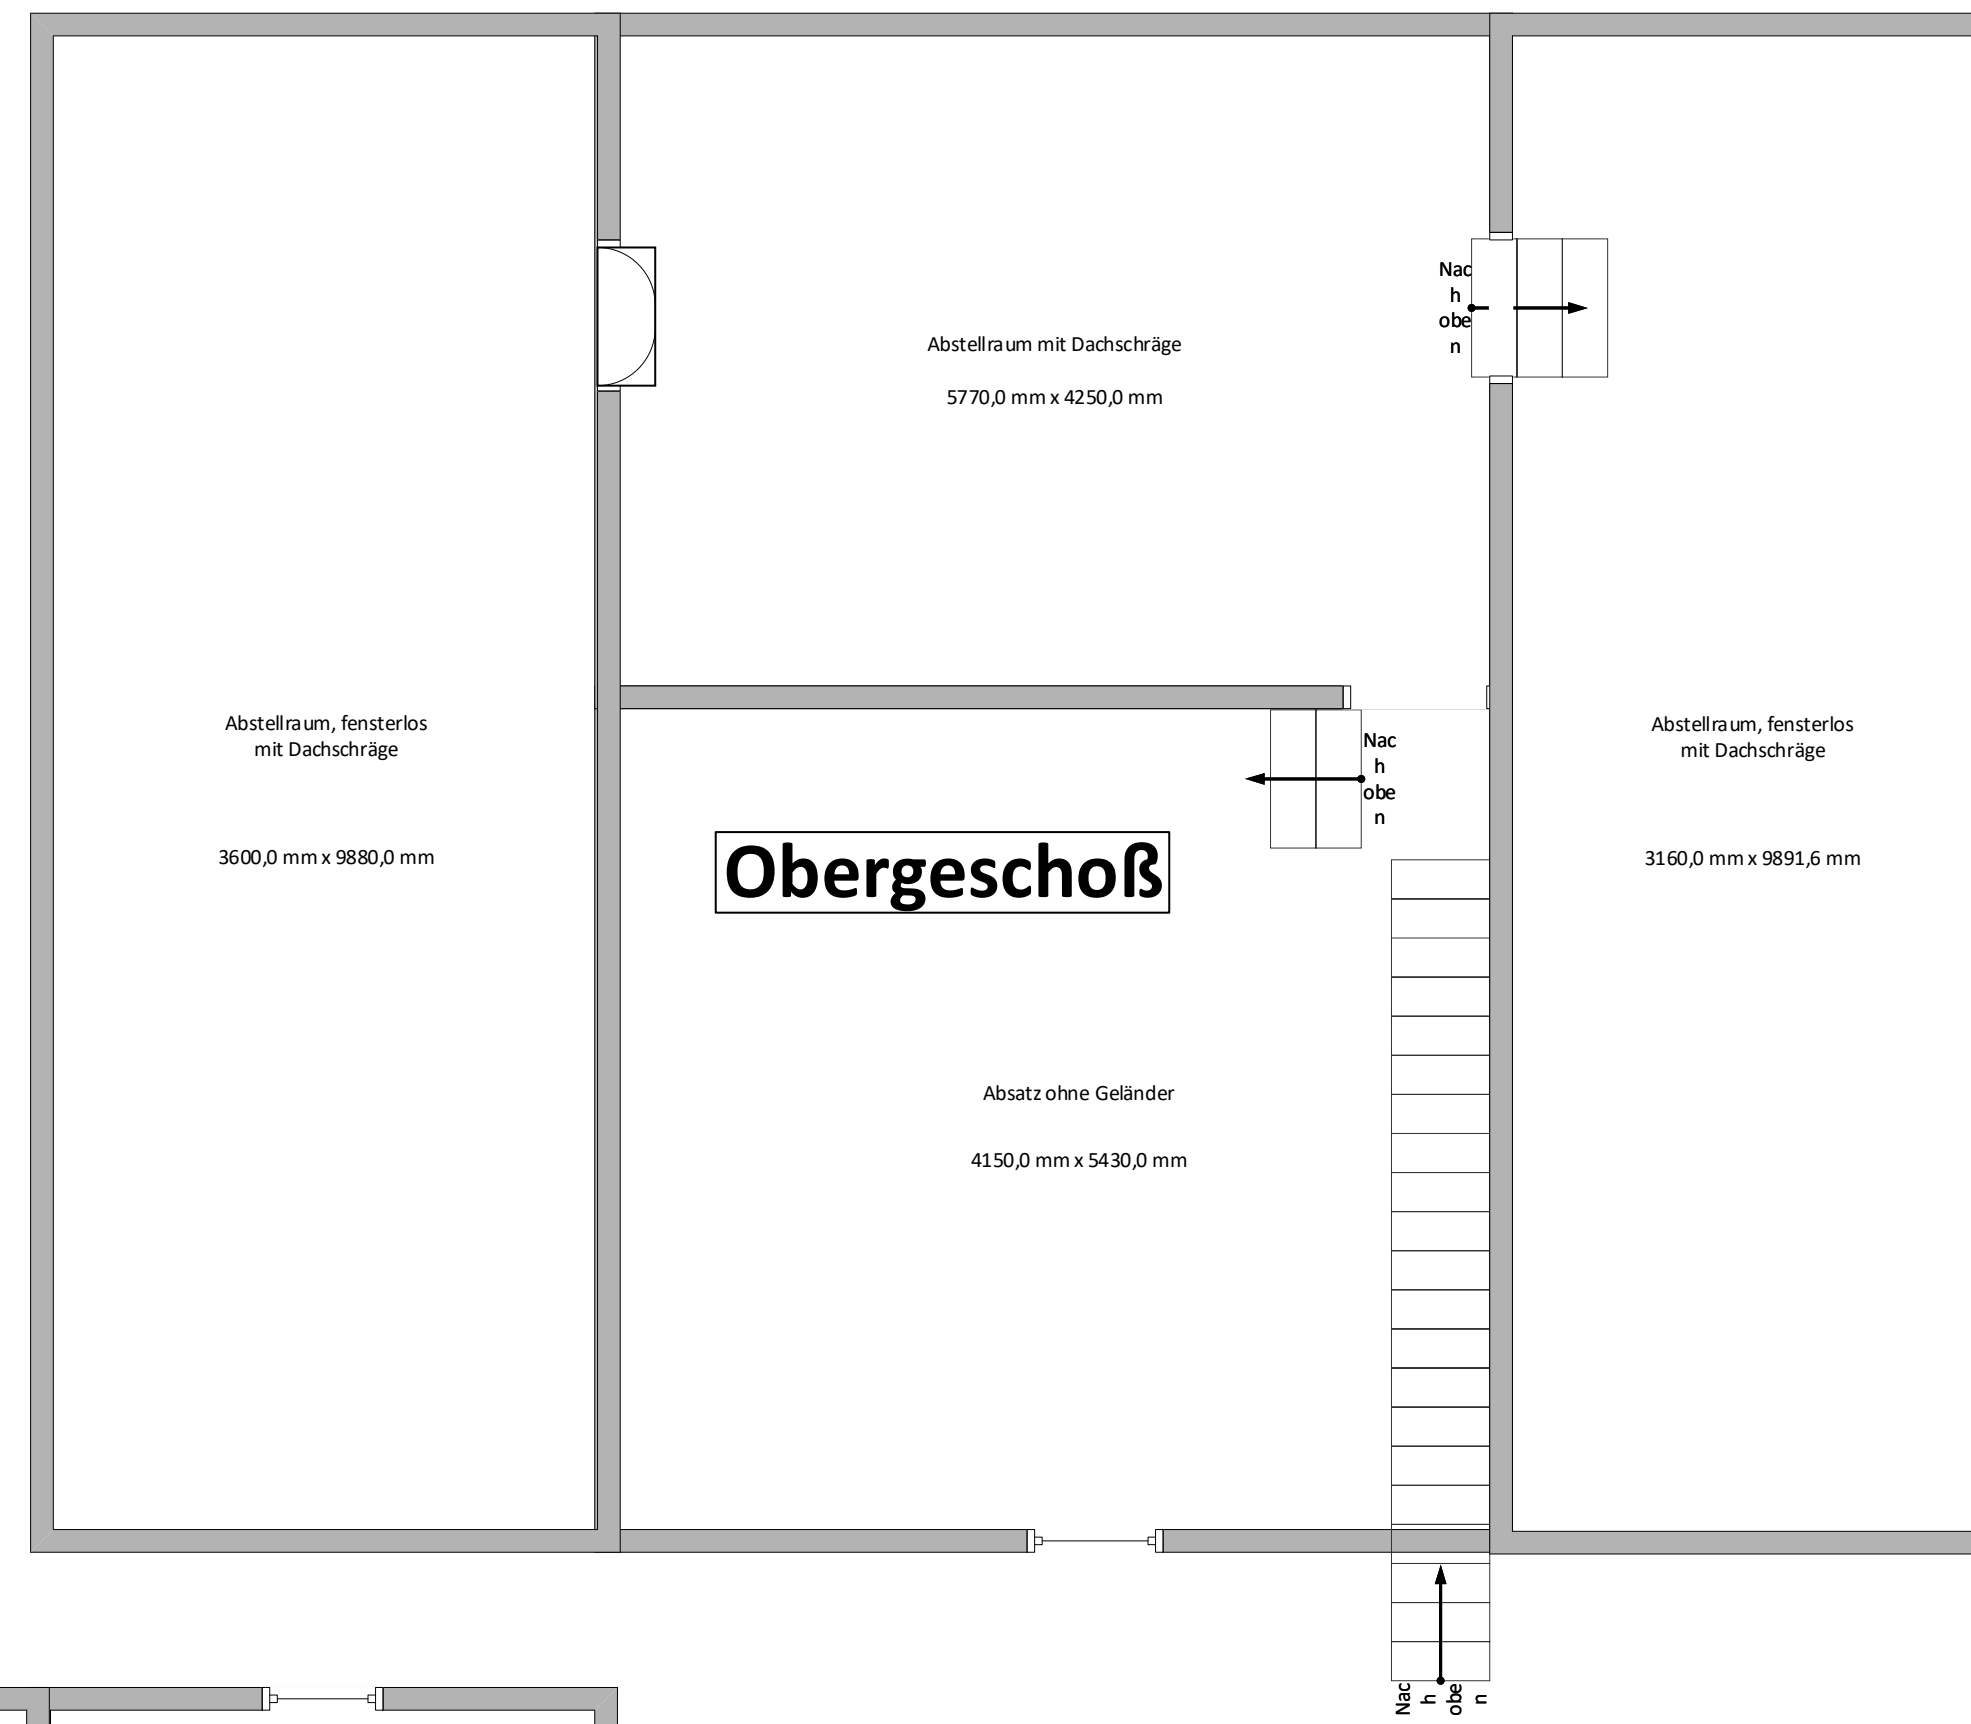 Nac
h
obe
n
Abstellraum mit Dachschräge
5770,0 mm x 4250,0 mm
Abstellraum, fensterlos
mit Dachschräge
3600,0 mm x 9880,0 mm
Nac
h
obe
n
Abstellraum, fensterlos
mit Dachschräge
3160,0 mm x 9891,6 mm
Obergeschoß
Absatz ohne Geländer
4150,0 mm x 5430,0 mm
Nac
h
obe
n